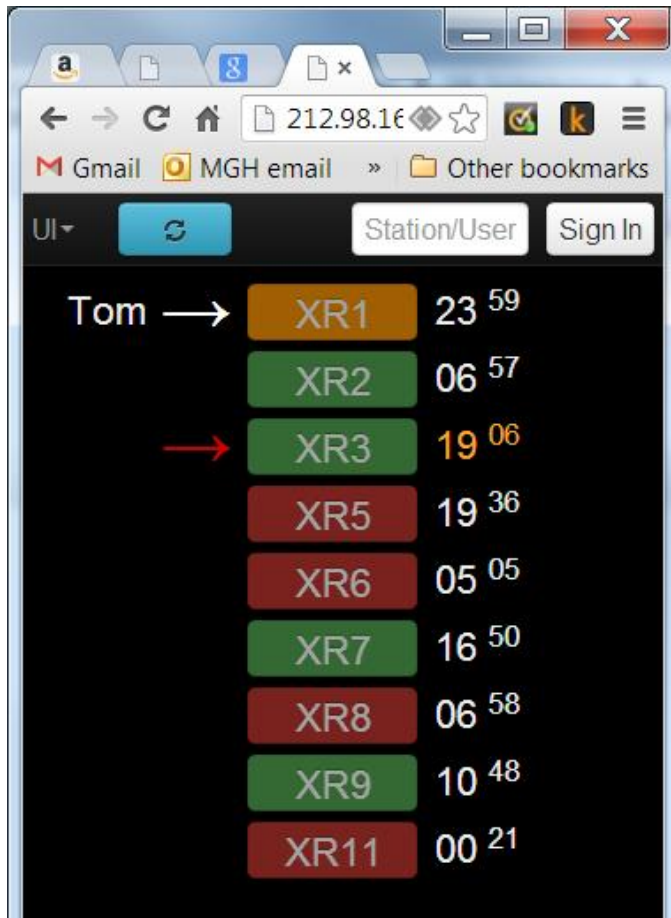 a 8
212.98.16
Gmail MGH email » Other bookmarks
UI Station/User Sign In
Tom → XR1 23 59
XR2 06 57
→ XR3 19 06
XR5 19 36
XR6 05 05
XR7 16 50
XR8 06 58
XR9 10 48
XR11 00 21